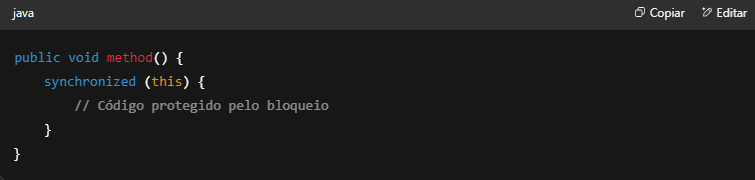 java Copiar Editar
public void method() {
    synchronized (this) {
        // Código protegido pelo bloqueio
    }
}